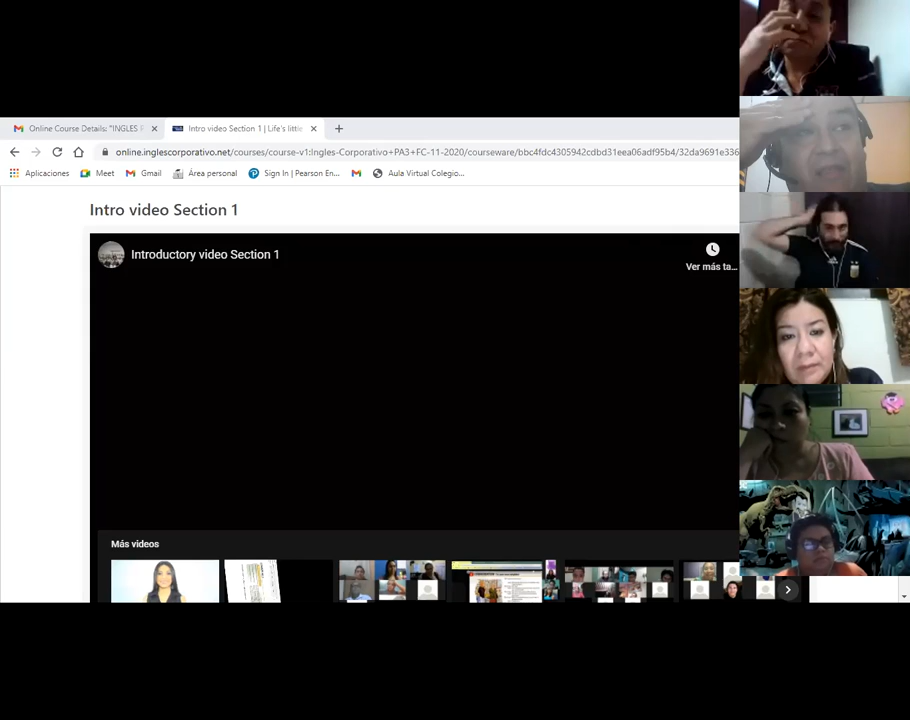 Online Course Details: "INGLES P
Intro video Section 1 | Life's little
online.inglescorporativo.net/courses/course-v1:Ingles-Corporativo+PA3+FC-11-2020/courseware/bbc4fdc4305942cdbd31eea06adf95b4/32da9691e336
Aplicaciones
Meet
Gmail
Área personal
Sign In | Pearson En...
Aula Virtual Colegio...
Intro video Section 1
Introductory video Section 1
Ver más ta...
Más videos